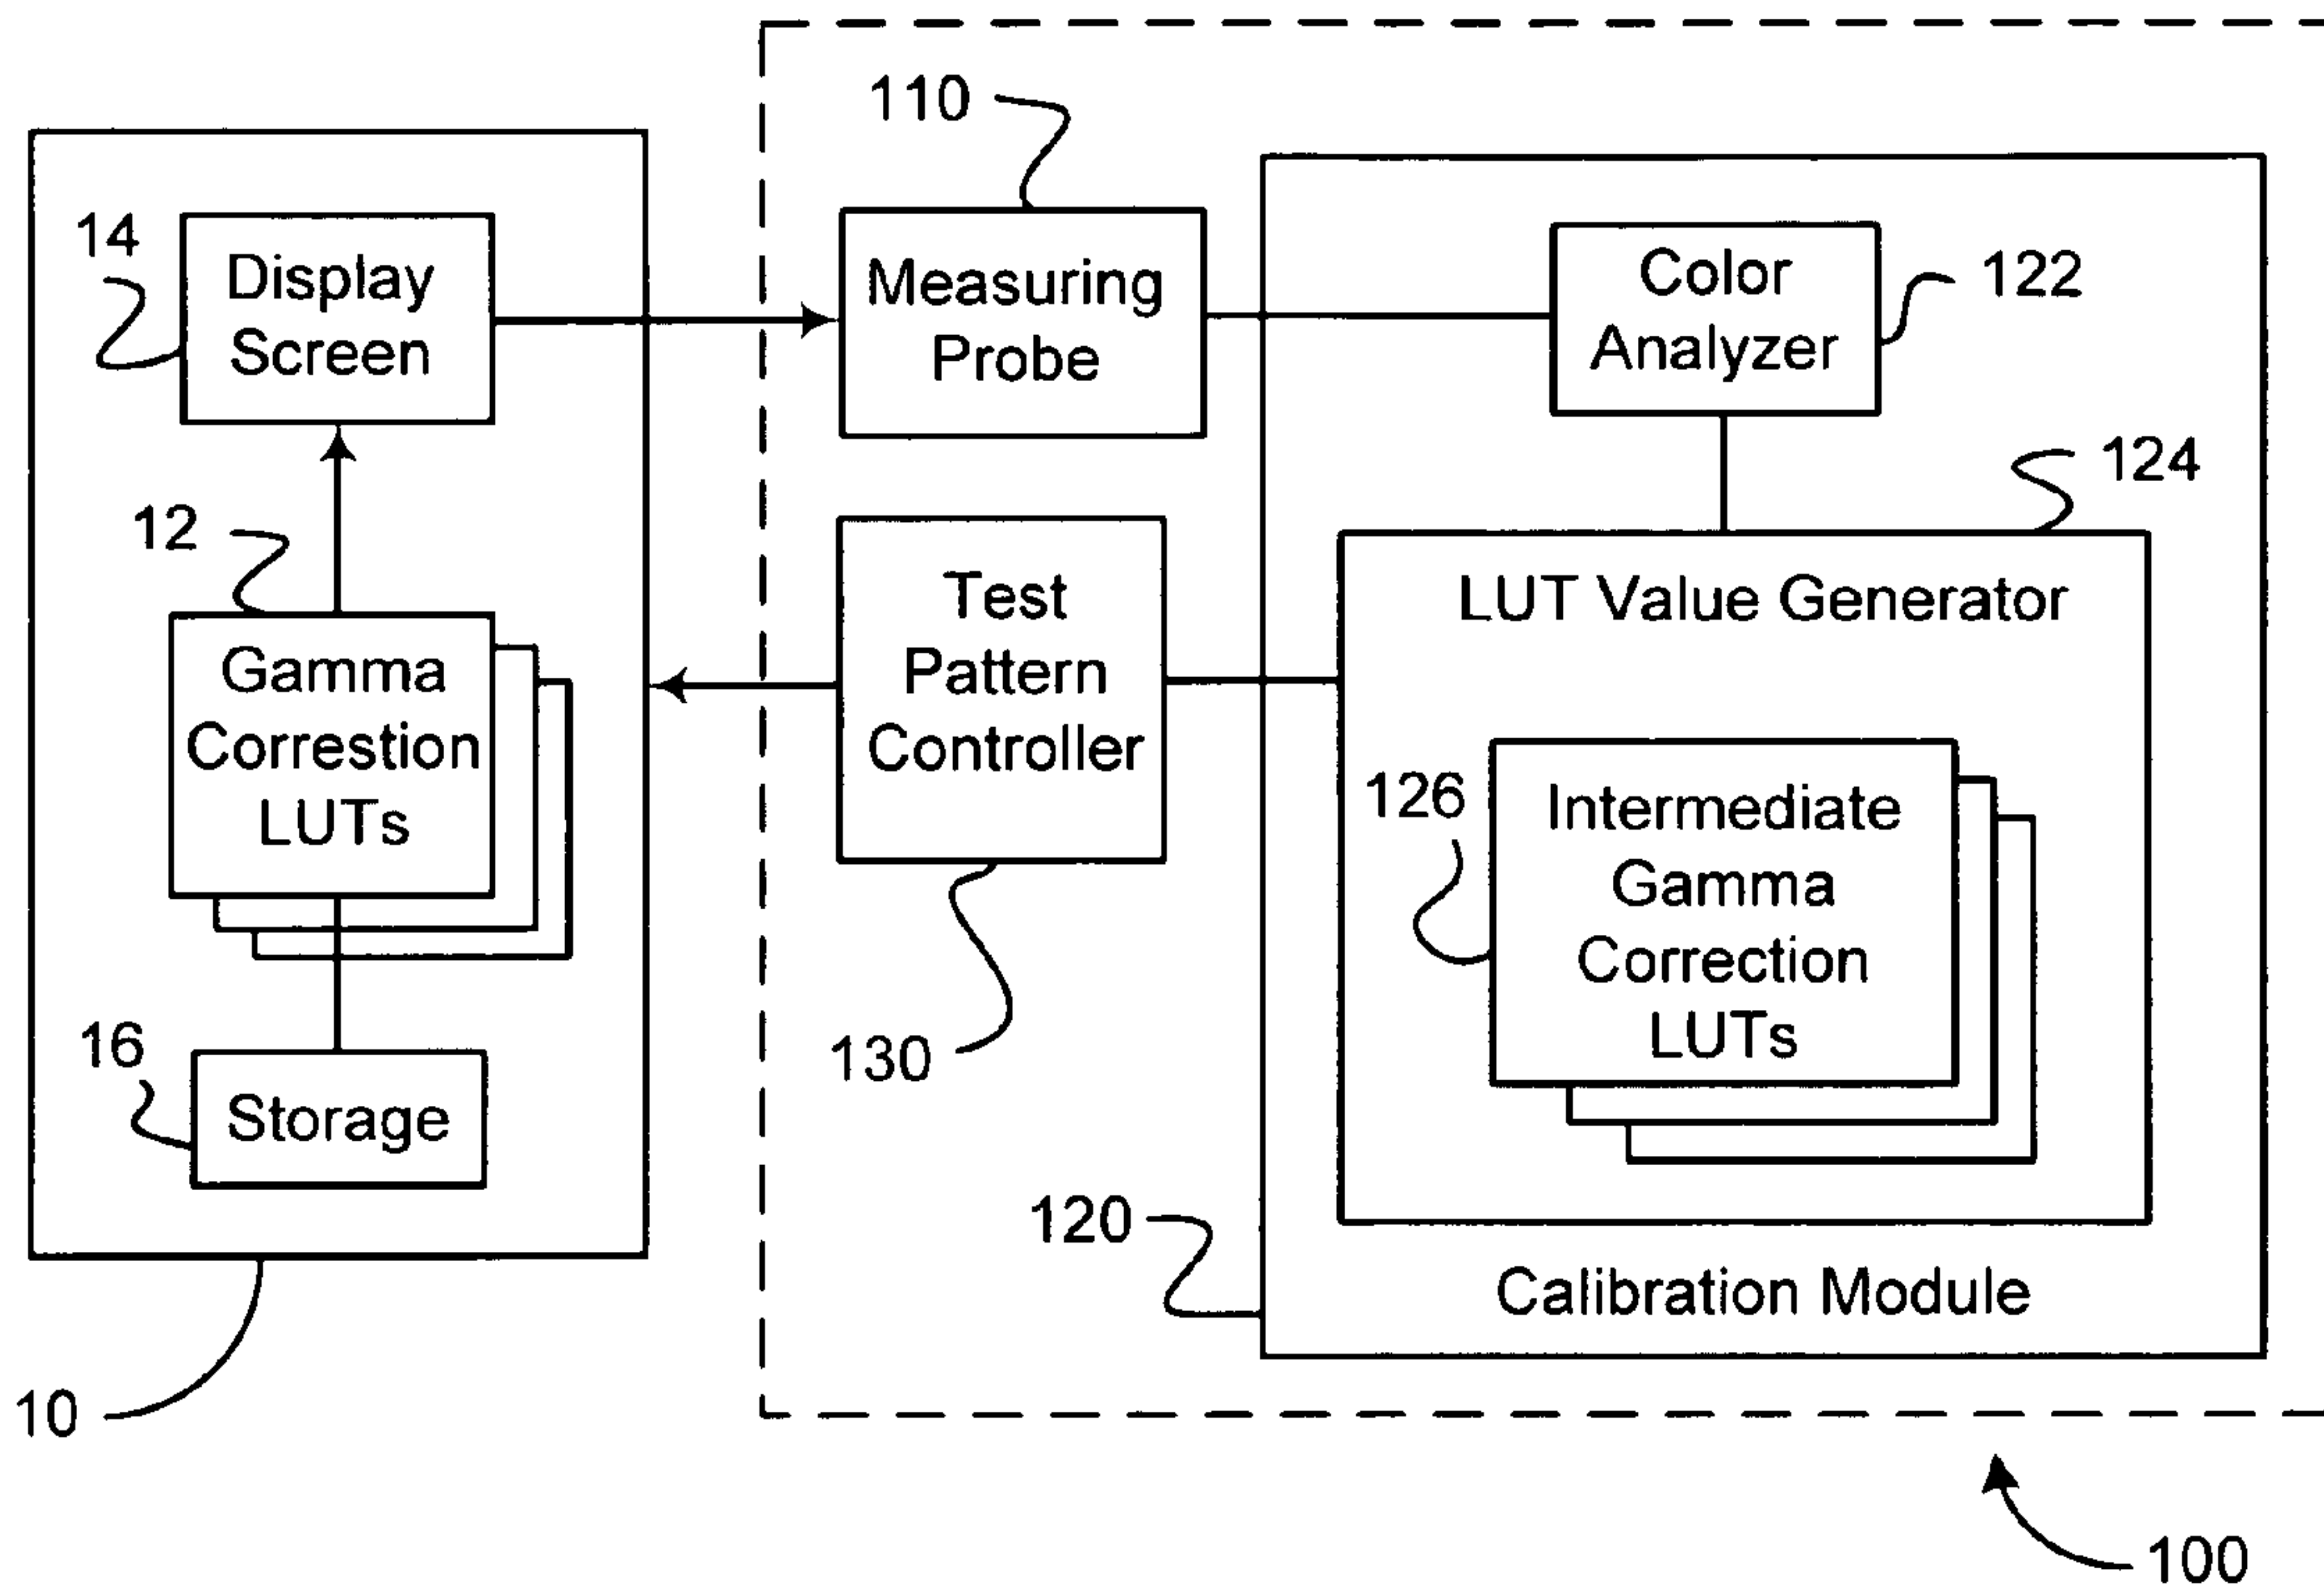 110
14
Display
Screen
Measuring
Probe
Color
Analyzer
122
124
12
Gamma
Correstion
LUTs
Test
Pattern
Controller
LUT Value Generator
126
Intermediate
Gamma
Correction
LUTs
16
Storage
130
120
Calibration Module
10
100